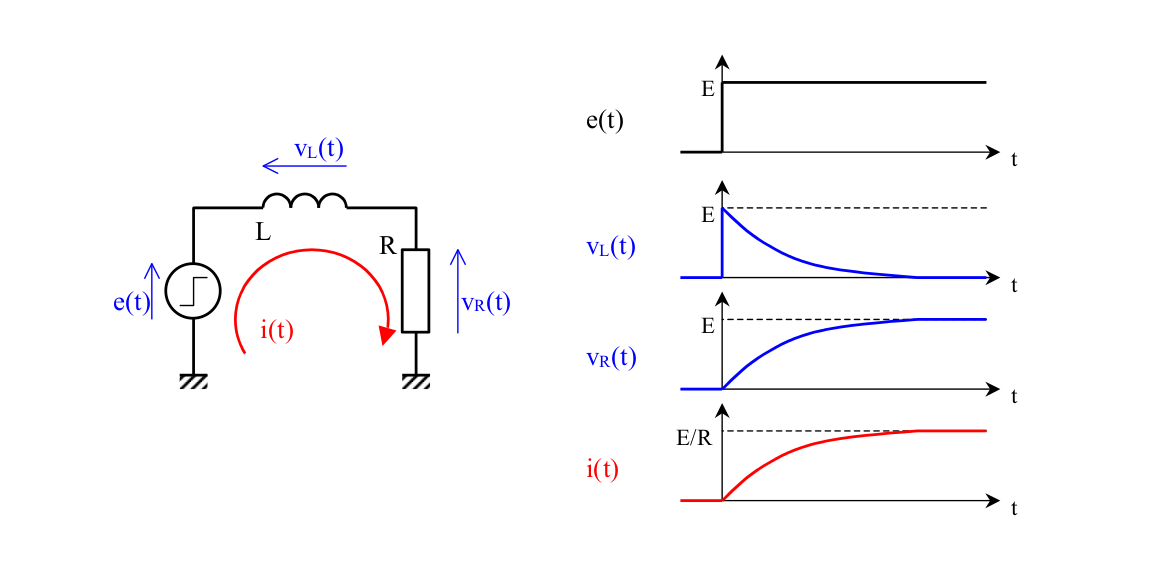 vL(t)
L
R
e(t)
vR(t)
i(t)
E
e(t)
t
E
vL(t)
t
E
vR(t)
t
E/R
i(t)
t